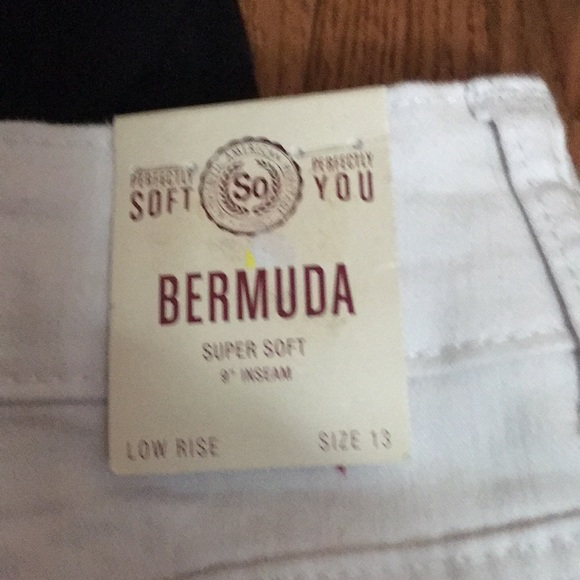 PERFECTLY SOFT
So
PERFECTLY YOU
BERMUDA
SUPER SOFT
9" INSEAM
LOW RISE
SIZE 13